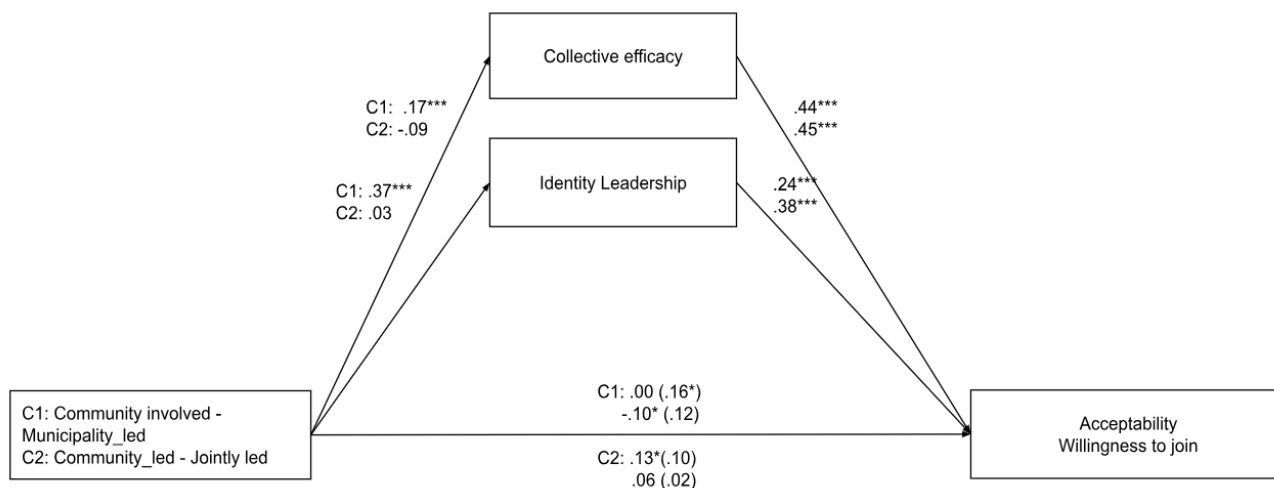 Collective efficacy
C1:  .17***
C2: -.09
.44***
.45***
Identity Leadership
C1: .37***
C2: .03
.24***
.38***
C1: .00 (.16*)
-.10* (.12)
C1: Community involved -
Municipality_led
C2: Community_led - Jointly led
Acceptability
Willingness to join
C2: .13*(.10)
.06 (.02)